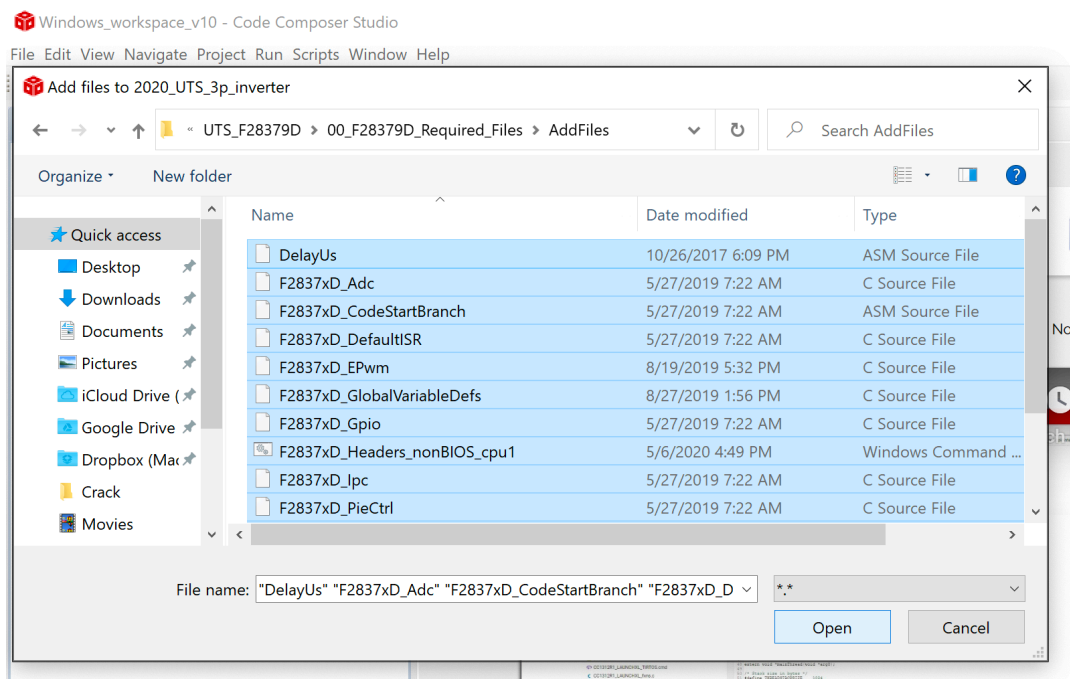 Windows_workspace_v10 - Code Composer Studio
File Edit View Navigate Project Run Scripts Window Help
Add files to 2020_UTS_3p_inverter
« UTS_F28379D > 00_F28379D_Required_Files > AddFiles
Search AddFiles
Organize
New folder
Name Date modified Type
Quick access
Desktop
Downloads
Documents
Pictures
iCloud Drive (
Google Drive
Dropbox (Mac
Crack
Movies
DelayUs 10/26/2017 6:09 PM ASM Source File
F2837xD_Adc 5/27/2019 7:22 AM C Source File
F2837xD_CodeStartBranch 5/27/2019 7:22 AM ASM Source File
F2837xD_DefaultISR 5/27/2019 7:22 AM C Source File
F2837xD_EPwm 8/19/2019 5:32 PM C Source File
F2837xD_GlobalVariableDefs 8/27/2019 1:56 PM C Source File
F2837xD_Gpio 5/27/2019 7:22 AM C Source File
F2837xD_Headers_nonBIOS_cpu1 5/6/2020 4:49 PM Windows Command ...
F2837xD_Ipc 5/27/2019 7:22 AM C Source File
F2837xD_PieCtrl 5/27/2019 7:22 AM C Source File
No
File name: "DelayUs" "F2837xD_Adc" "F2837xD_CodeStartBranch" "F2837xD_D
*.*
Open
Cancel